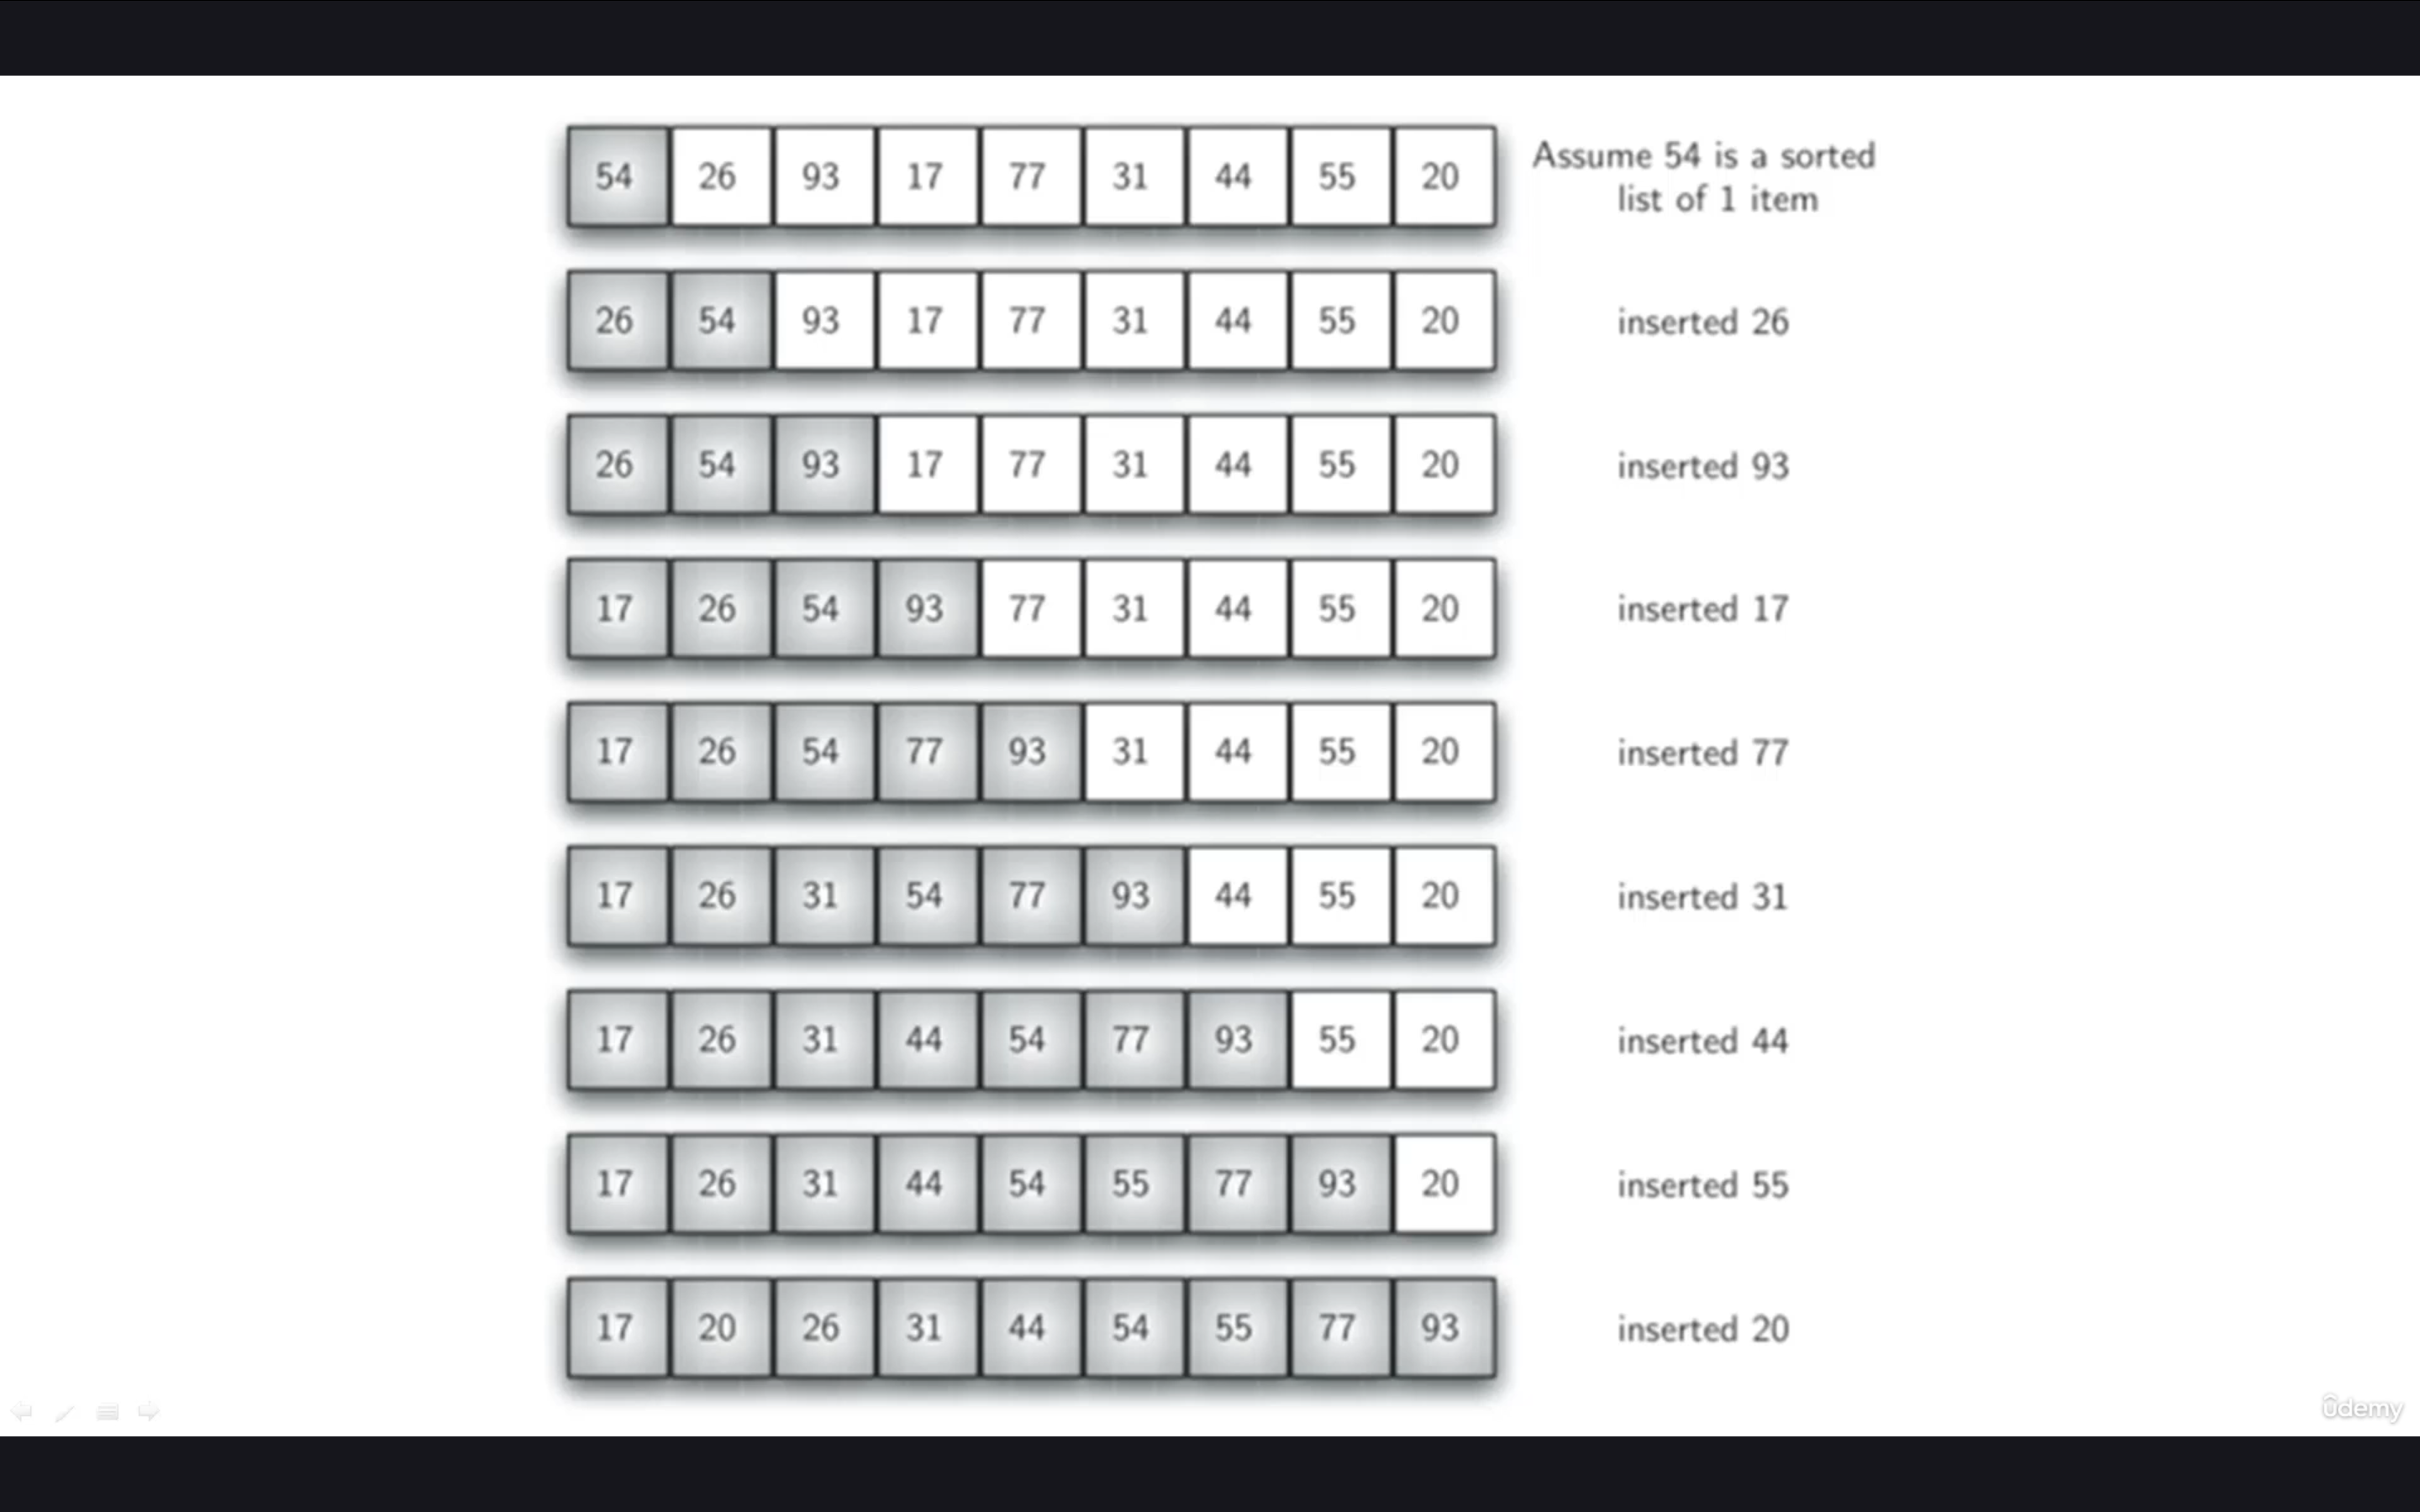 54 26 93 17 77 31 44 55 20
Assume 54 is a sorted
list of 1 item
26 54 93 17 77 31 44 55 20
inserted 26
26 54 93 17 77 31 44 55 20
inserted 93
17 26 54 93 77 31 44 55 20
inserted 17
17 26 54 77 93 31 44 55 20
inserted 77
17 26 31 54 77 93 44 55 20
inserted 31
17 26 31 44 54 77 93 55 20
inserted 44
17 26 31 44 54 55 77 93 20
inserted 55
17 20 26 31 44 54 55 77 93
inserted 20
ûdemy